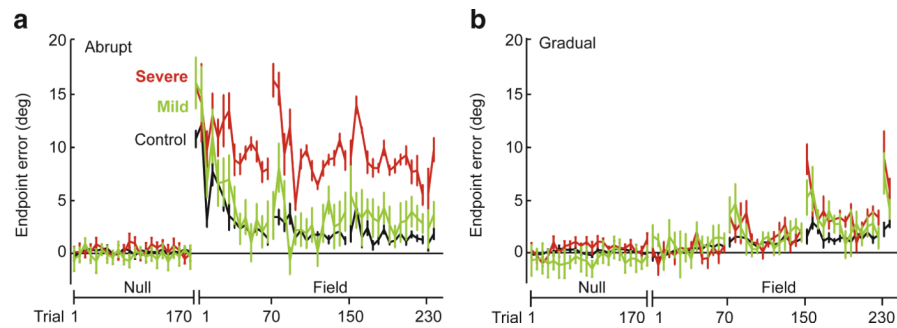 a
20
15
10
5
0
Endpoint error (deg)
Abrupt
Severe
Mild
Control
Null
Field
Trial 1 170 1 70 150 230
b
20
15
10
5
0
Endpoint error (deg)
Gradual
Null
Field
Trial 1 170 1 70 150 230